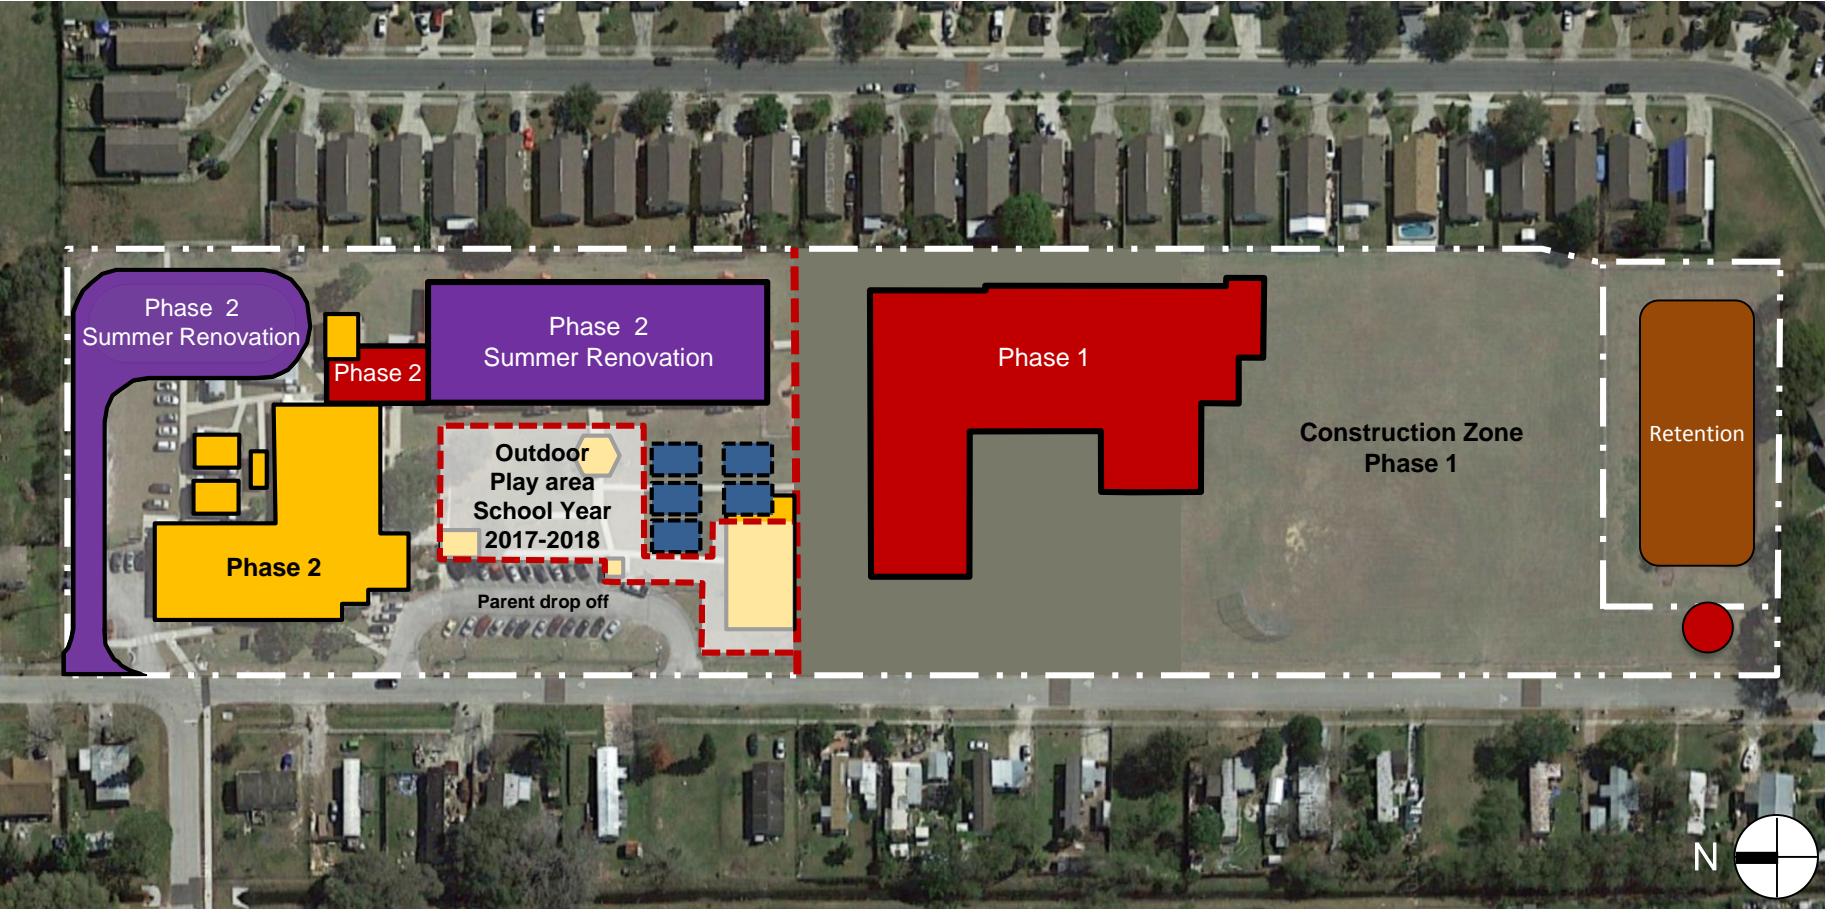 Phase 2
Summer Renovation
Phase 2
Summer Renovation
Phase 2
Phase 1
Outdoor
Play area
School Year
2017-2018
Construction Zone
Phase 1
Retention
Phase 2
Parent drop off
N